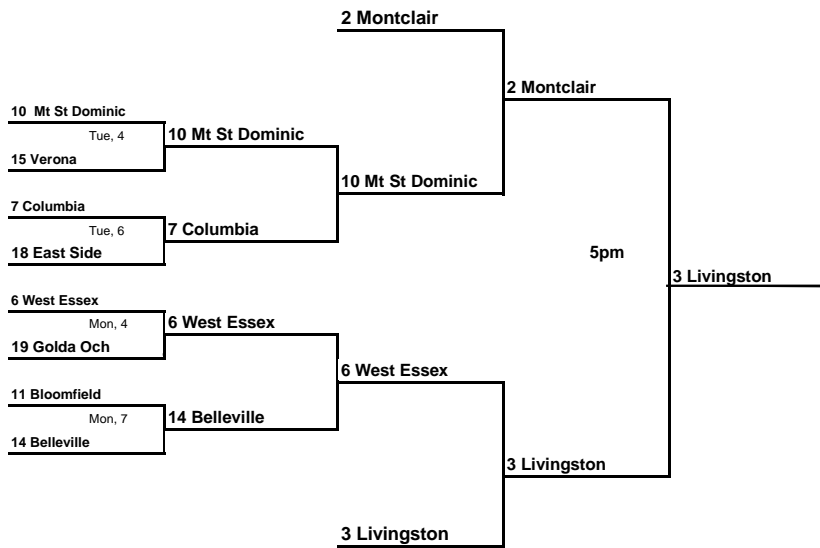 2 Montclair
2 Montclair
10 Mt St Dominic
Tue, 4
10 Mt St Dominic
15 Verona
10 Mt St Dominic
7 Columbia
Tue, 6
7 Columbia
18 East Side
5pm
3 Livingston
6 West Essex
Mon, 4
6 West Essex
19 Golda Och
6 West Essex
11 Bloomfield
Mon, 7
14 Belleville
14 Belleville
3 Livingston
3 Livingston